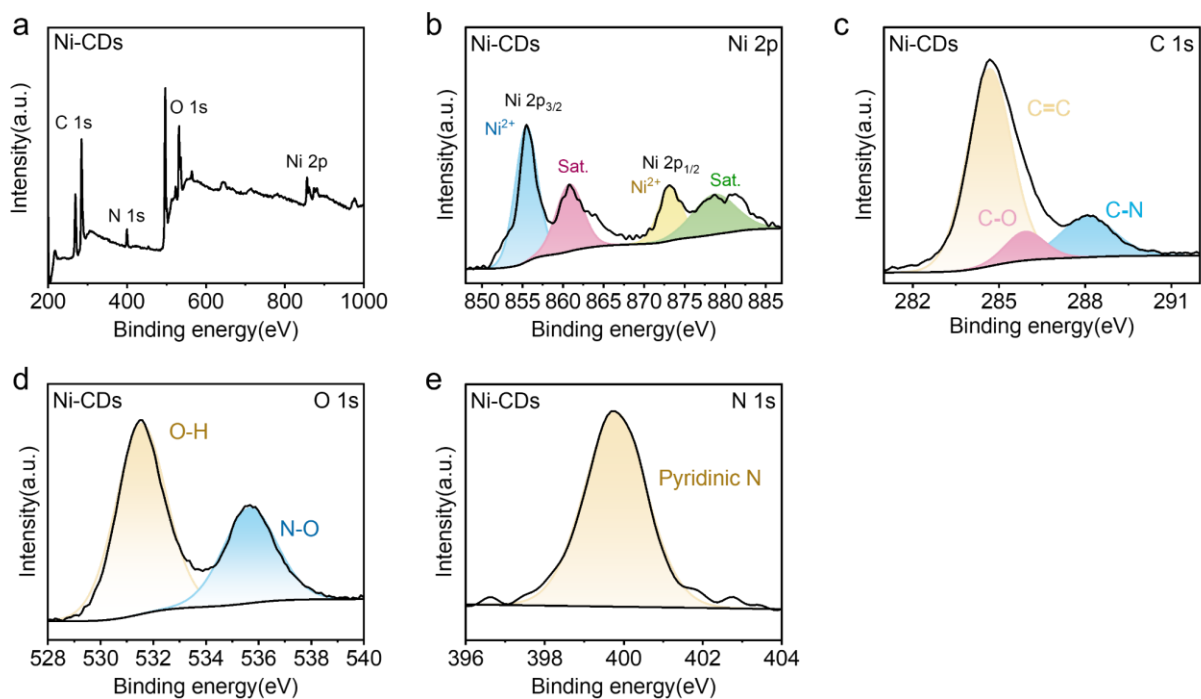 a
Ni-CDs
C 1s
N 1s
O 1s
Ni 2p
Intensity(a.u.)
200 400 600 800 1000
Binding energy(eV)
b
Ni-CDs Ni 2p
Ni 2p3/2
Ni2+
Sat.
Ni 2p1/2
Ni2+
Sat.
Intensity(a.u.)
850 855 860 865 870 875 880 885
Binding energy(eV)
c
Ni-CDs C 1s
C=C
C-O
C-N
Intensity(a.u.)
282 285 288 291
Binding energy(eV)
d
Ni-CDs O 1s
O-H
N-O
Intensity(a.u.)
528 530 532 534 536 538 540
Binding energy(eV)
e
Ni-CDs N 1s
Pyridinic N
Intensity(a.u.)
396 398 400 402 404
Binding energy(eV)